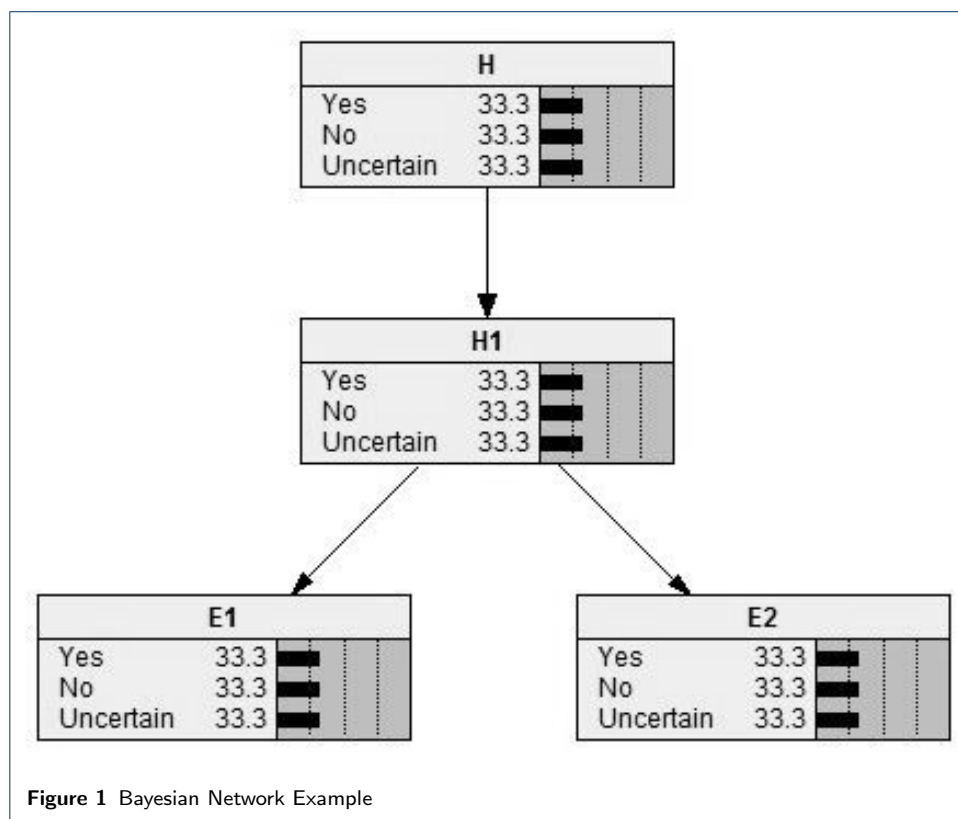 H
Yes 33.3
No 33.3
Uncertain 33.3
H1
Yes 33.3
No 33.3
Uncertain 33.3
E1
Yes 33.3
No 33.3
Uncertain 33.3
E2
Yes 33.3
No 33.3
Uncertain 33.3
Figure 1 Bayesian Network Example